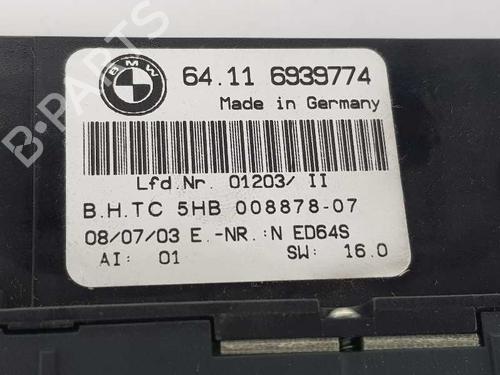 BMW
64.11 6939774
Made in Germany
Lfd.Nr. 01203/ II
B.H.TC 5HB 008878-07
08/07/03 E.-NR.:N ED64S
AI: 01 SW: 16.0
B-PARTS